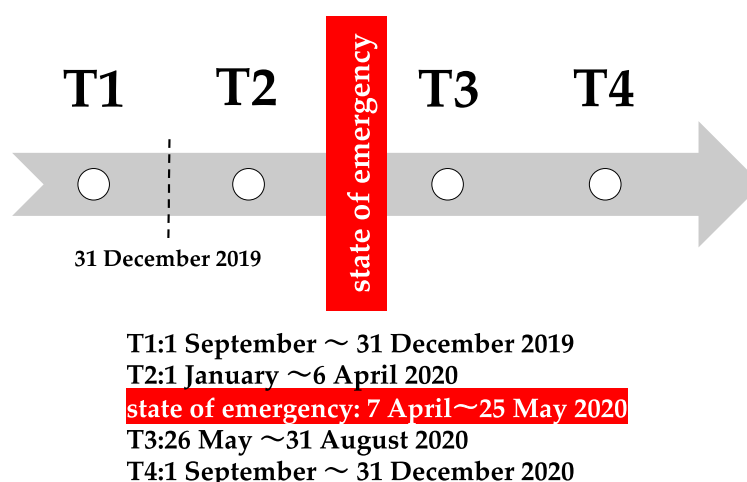 T1 T2 T3 T4
state of emergency
31 December 2019
T1:1 September ~ 31 December 2019
T2:1 January ~6 April 2020
state of emergency: 7 April~25 May 2020
T3:26 May ~31 August 2020
T4:1 September ~ 31 December 2020